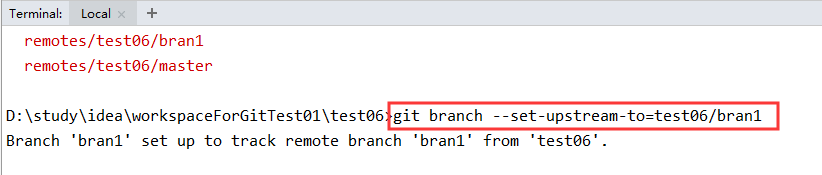 Terminal: Local × +
remotes/test06/bran1
remotes/test06/master
D:\study\idea\workspaceForGitTest01\test06>git branch --set-upstream-to=test06/bran1
Branch 'bran1' set up to track remote branch 'bran1' from 'test06'.